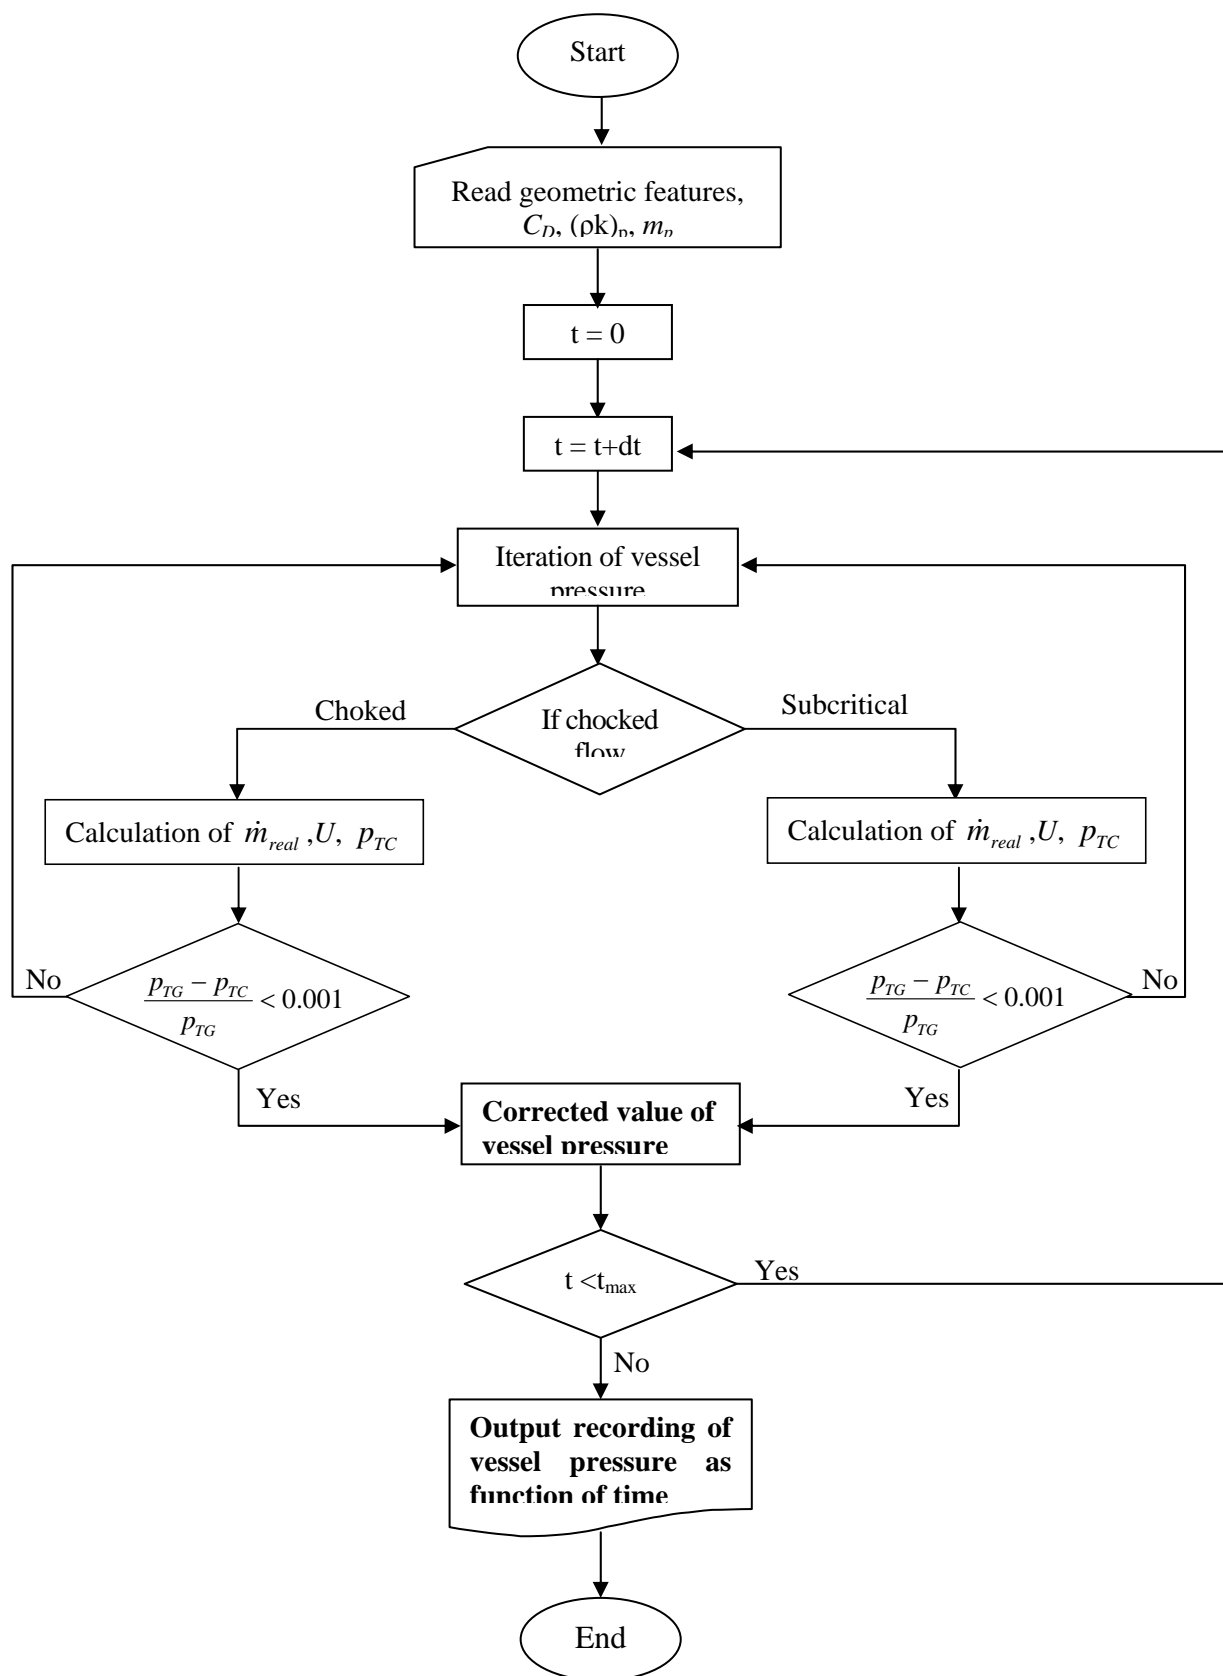 Start
Read geometric features,
C_D, (ρk)_p, m_p
t = 0
t = t+dt
Iteration of vessel
pressure
Choked
If chocked
flow
Subcritical
Calculation of ṁ_real ,U, p_TC
Calculation of ṁ_real ,U, p_TC
No
(p_TG − p_TC)/p_TG < 0.001
(p_TG − p_TC)/p_TG < 0.001
No
Yes
Yes
Corrected value of
vessel pressure
t <t_max
Yes
No
Output recording of
vessel pressure as
function of time
End